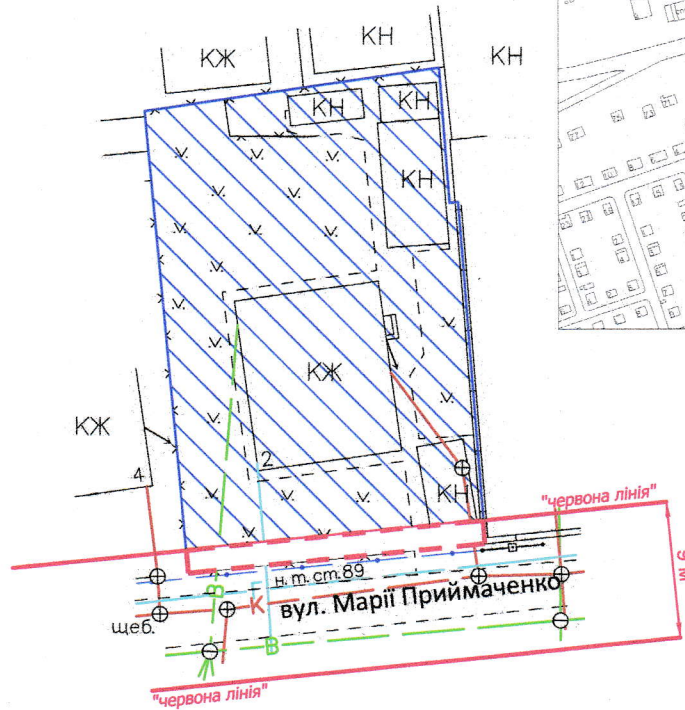 КЖ
КН
КН
КН
КН
КН
КЖ
КЖ
2
4
КН
"червона лінія"
н. т. ст.89
Г
В
К
вул. Марії Приймаченко
щеб.
В
"червона лінія"